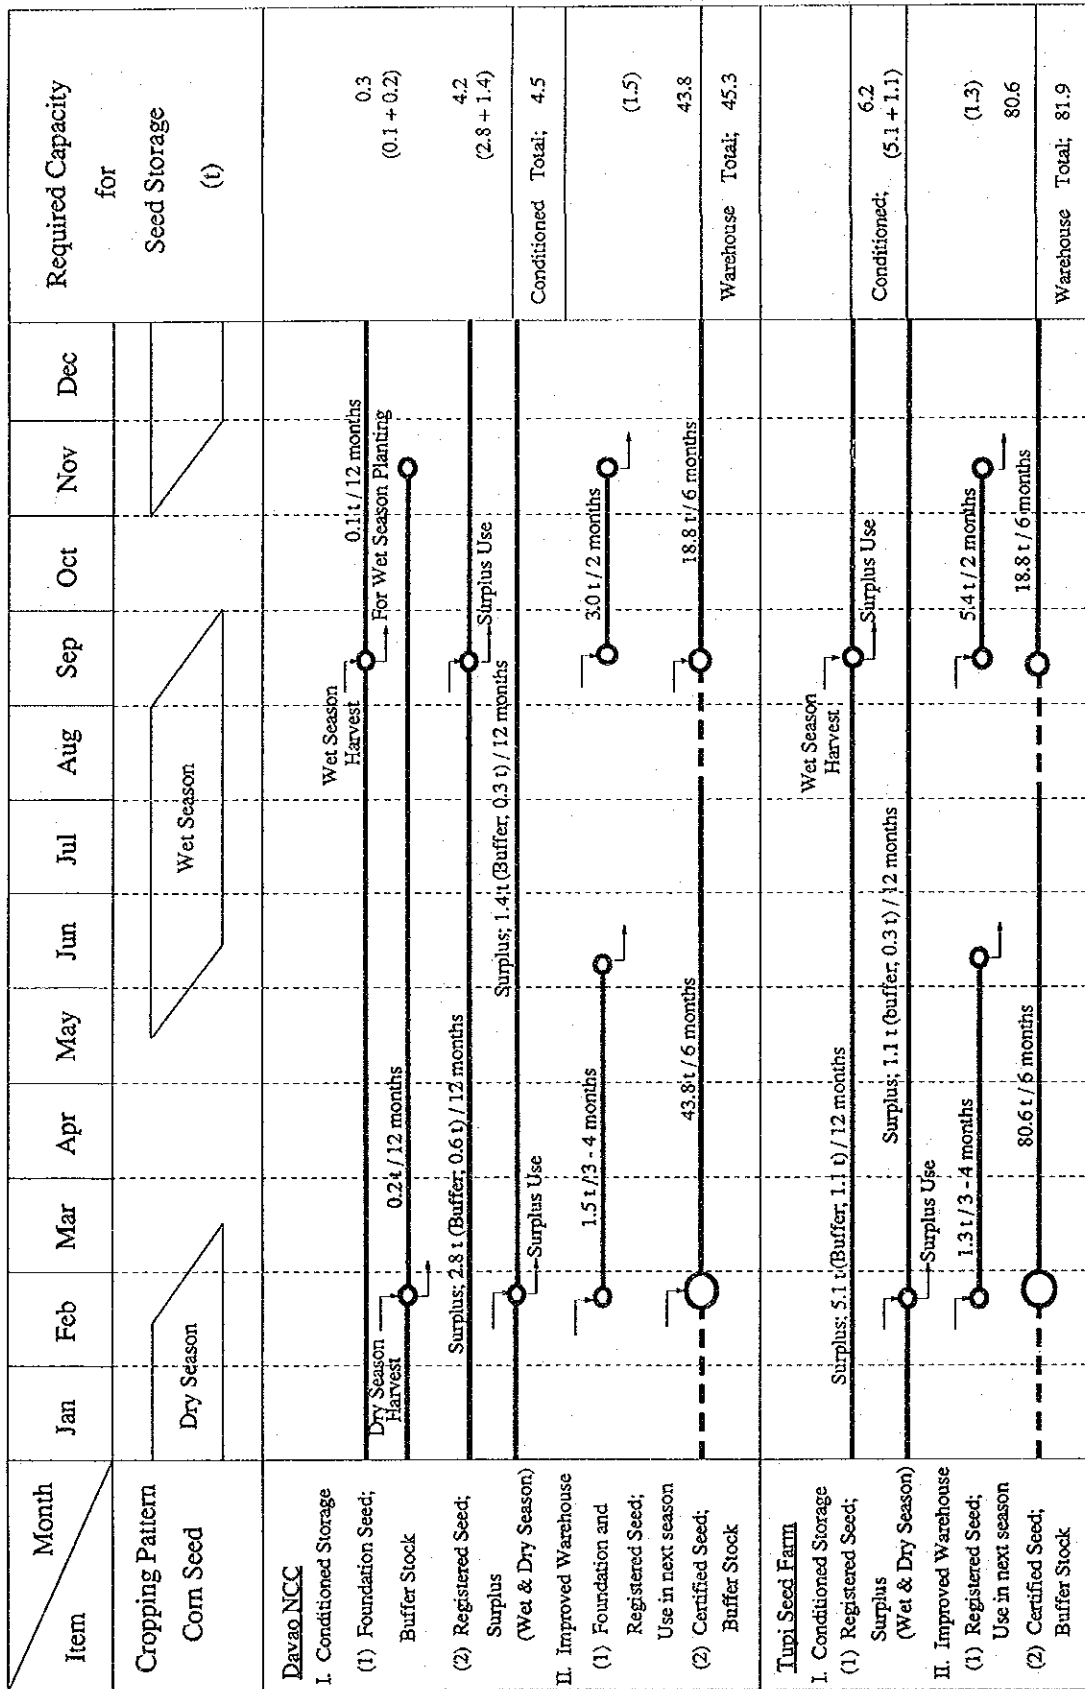 Month
Item
Jan
Feb
Mar
Apr
May
Jun
Jul
Aug
Sep
Oct
Nov
Dec
Required Capacity
for
Seed Storage
(t)
Cropping Pattern
Corn Seed
Dry Season
Wet Season
Davao NCC
I. Conditioned Storage
(1) Foundation Seed;
Buffer Stock
Dry Season
Harvest
0.2 t / 12 months
Wet Season
Harvest
0.1 t / 12 months
For Wet Season Planting
0.3
(0.1 + 0.2)
(2) Registered Seed;
Surplus
(Wet & Dry Season)
Surplus; 2.8 t (Buffer, 0.6 t) / 12 months
Surplus Use
Surplus; 1.4 t (Buffer, 0.3 t) / 12 months
Surplus Use
4.2
(2.8 + 1.4)
Conditioned Total; 4.5
II. Improved Warehouse
(1) Foundation and
Registered Seed;
Use in next season
1.5 t / 3 - 4 months
3.0 t / 2 months
(1.5)
(2) Certified Seed;
Buffer Stock
43.8 t / 6 months
18.8 t / 6 months
43.8
Warehouse Total; 45.3
Tupi Seed Farm
I. Conditioned Storage
(1) Registered Seed;
Surplus
(Wet & Dry Season)
Surplus; 5.1 t (Buffer, 1.1 t) / 12 months
Wet Season
Harvest
Surplus Use
Surplus; 1.1 t (buffer, 0.3 t) / 12 months
Surplus Use
Conditioned; 6.2
(5.1 + 1.1)
II. Improved Warehouse
(1) Registered Seed;
Use in next season
1.3 t / 3 - 4 months
5.4 t / 2 months
(1.3)
(2) Certified Seed;
Buffer Stock
80.6 t / 6 months
18.8 t / 6 months
80.6
Warehouse Total; 81.9